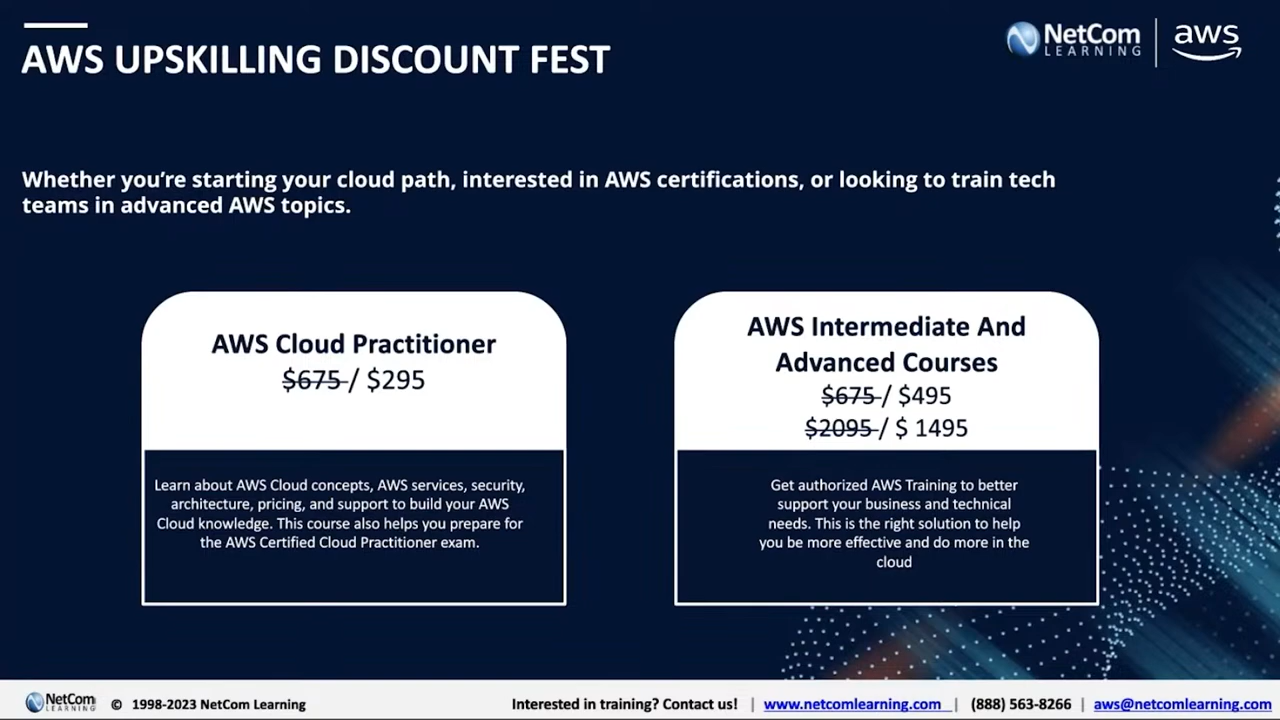 AWS UPSKILLING DISCOUNT FEST
NetCom
LEARNING
aws
Whether you’re starting your cloud path, interested in AWS certifications, or looking to train tech
teams in advanced AWS topics.
AWS Cloud Practitioner
$675 / $295
Learn about AWS Cloud concepts, AWS services, security,
architecture, pricing, and support to build your AWS
Cloud knowledge. This course also helps you prepare for
the AWS Certified Cloud Practitioner exam.
AWS Intermediate And
Advanced Courses
$675 / $495
$2095 / $ 1495
Get authorized AWS Training to better
support your business and technical
needs. This is the right solution to help
you be more effective and do more in the
cloud
NetCom
LEARNING
© 1998-2023 NetCom Learning
Interested in training? Contact us! | www.netcomlearning.com | (888) 563-8266 | aws@netcomlearning.com